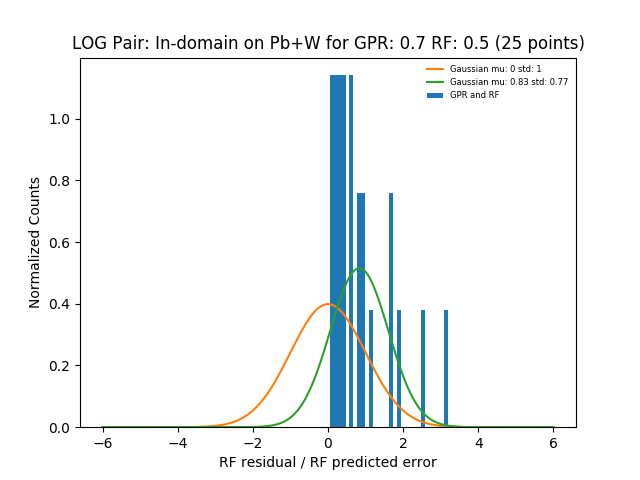 LOG Pair: In-domain on Pb+W for GPR: 0.7 RF: 0.5 (25 points)
Gaussian mu: 0 std: 1
Gaussian mu: 0.83 std: 0.77
GPR and RF
Normalized Counts
1.0
0.8
0.6
0.4
0.2
0.0
−6 −4 −2 0 2 4 6
RF residual / RF predicted error